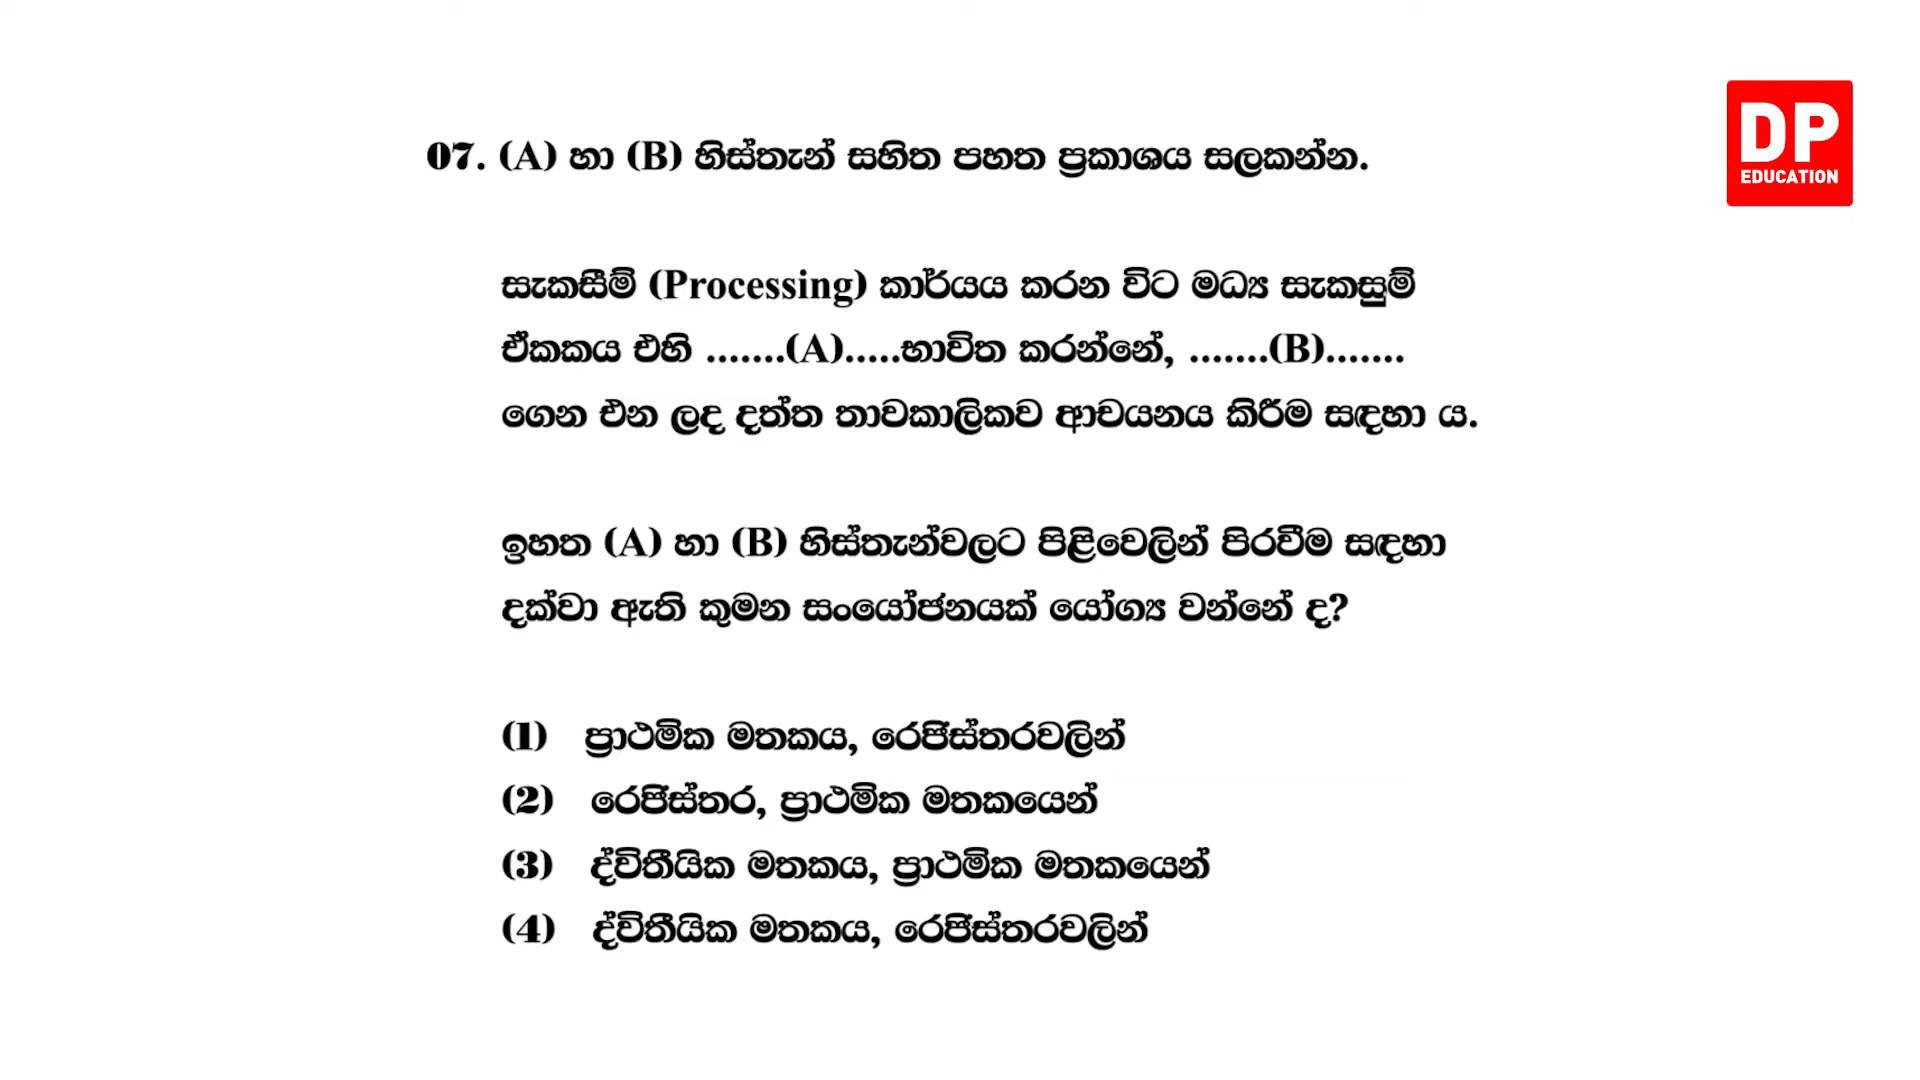 DP
EDUCATION
07. (A) හා (B) හිස්තැන් සහිත පහත ප්‍රකාශය සලකන්න.
සැකසීම් (Processing) කාර්යය කරන විට මධ්‍ය සැකසුම්
ඒකකය එහි .......(A).....භාවිත කරන්නේ, .......(B).......
ගෙන එන ලද දත්ත තාවකාලිකව ආචයනය කිරීම සඳහා ය.
ඉහත (A) හා (B) හිස්තැන්වලට පිළිවෙලින් පිරවීම සඳහා
දක්වා ඇති කුමන සංයෝජනයක් යෝග්‍ය වන්නේ ද?
(1) ප්‍රාථමික මතකය, රෙජිස්තරවලින්
(2) රෙජිස්තර, ප්‍රාථමික මතකයෙන්
(3) ද්විතීයික මතකය, ප්‍රාථමික මතකයෙන්
(4) ද්විතීයික මතකය, රෙජිස්තරවලින්